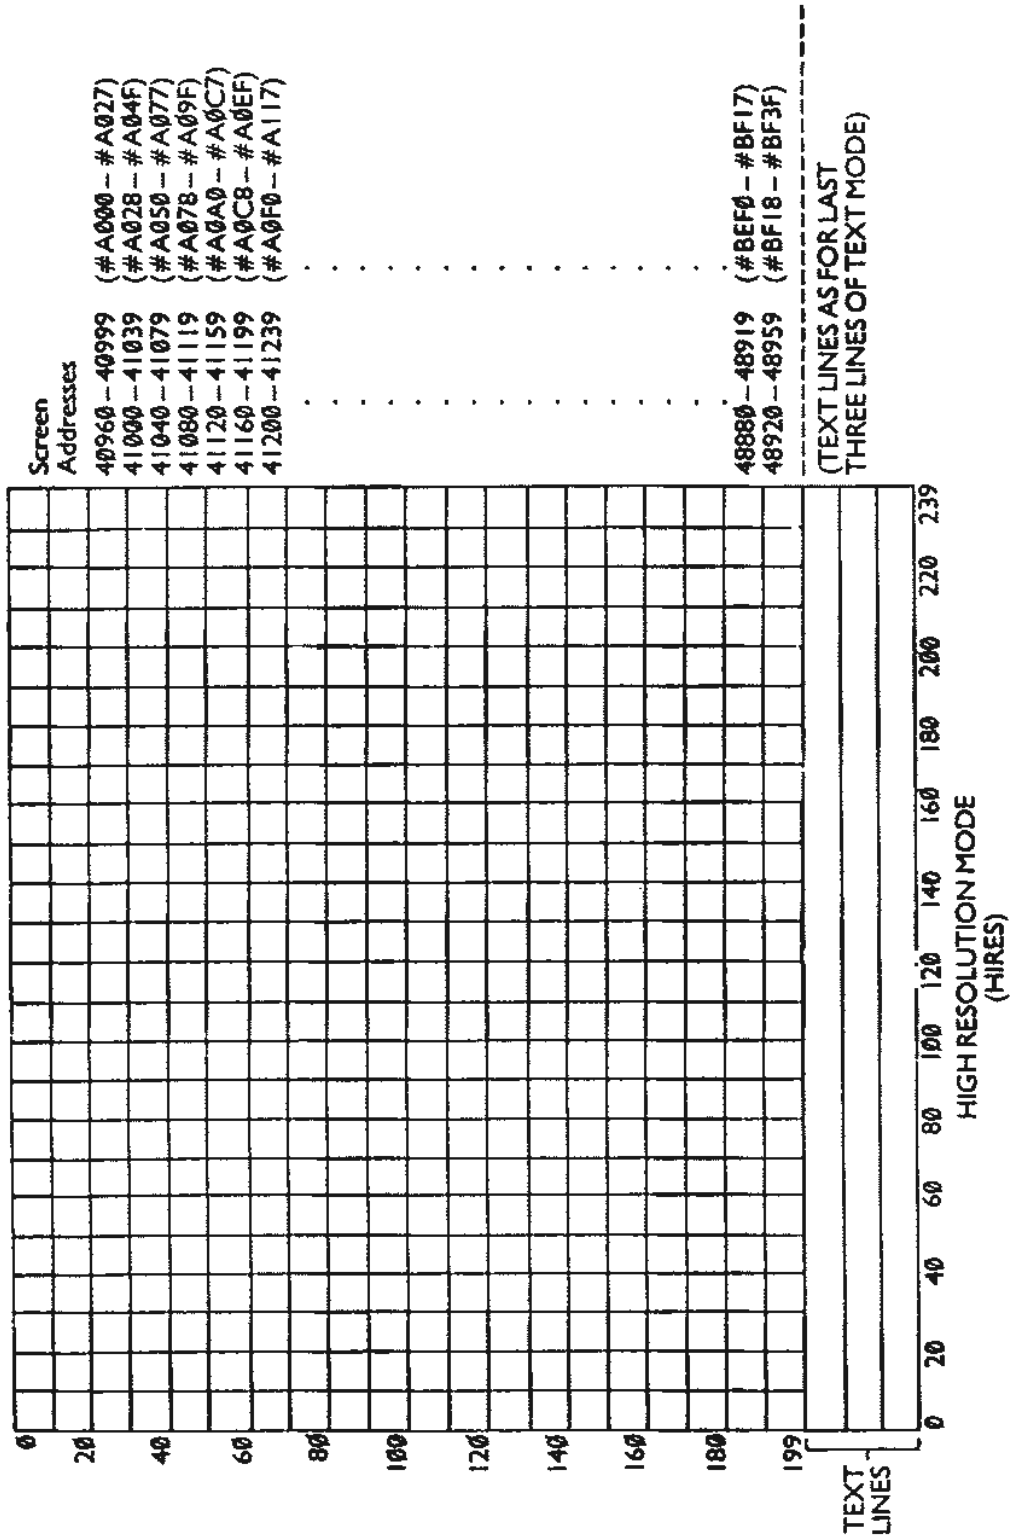 Screen
Addresses
40960–40999 (#A000–#A027)
41000–41039 (#A028–#A04F)
41040–41079 (#A050–#A077)
41080–41119 (#A078–#A09F)
41120–41159 (#A0A0–#A0C7)
41160–41199 (#A0C8–#A0EF)
41200–41239 (#A0F0–#A117)
48880–48919 (#BEF0–#BF17)
48920–48959 (#BF18–#BF3F)
(TEXT LINES AS FOR LAST
THREE LINES OF TEXT MODE)
0
20
40
60
80
100
120
140
160
180
199
TEXT
LINES
0 20 40 60 80 100 120 140 160 180 200 220 239
HIGH RESOLUTION MODE
(HIRES)